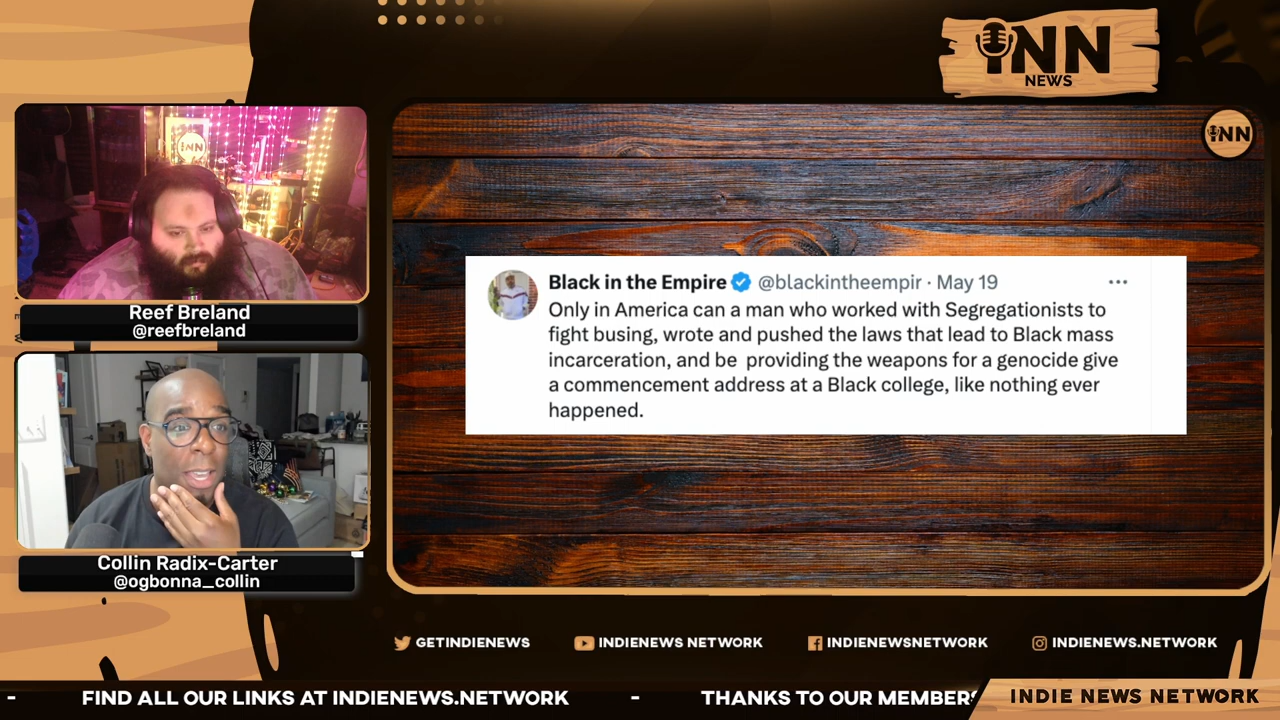 iNN
NEWS
iNN
iNN
Reef Breland
@reefbreland
Black in the Empire @blackintheempir · May 19
Only in America can a man who worked with Segregationists to
fight busing, wrote and pushed the laws that lead to Black mass
incarceration, and be providing the weapons for a genocide give
a commencement address at a Black college, like nothing ever
happened.
Collin Radix-Carter
@ogbonna_collin
GETINDIENEWS
INDIENEWS NETWORK
INDIENEWSNETWORK
INDIENEWS.NETWORK
- FIND ALL OUR LINKS AT INDIENEWS.NETWORK - THANKS TO OUR MEMBERS
INDIE NEWS NETWORK